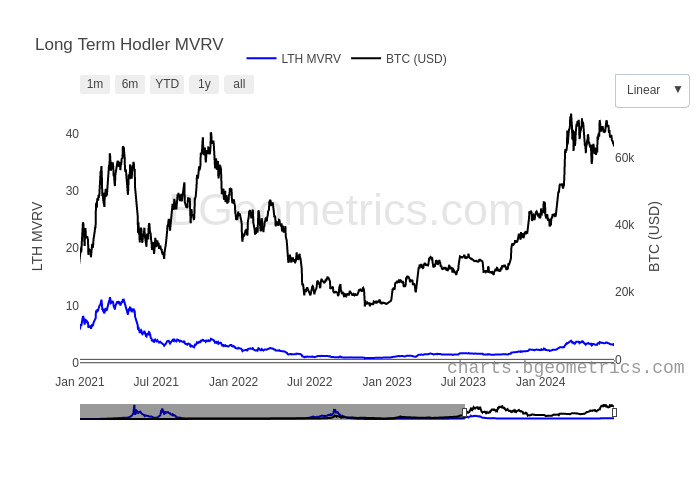 Long Term Hodler MVRV
LTH MVRV
BTC (USD)
1m 6m YTD 1y all
Linear ▼
40
30
20
10
0
LTH MVRV
60k
40k
20k
0
BTC (USD)
BGeometrics.com
charts.bgeometrics.com
Jan 2021 Jul 2021 Jan 2022 Jul 2022 Jan 2023 Jul 2023 Jan 2024